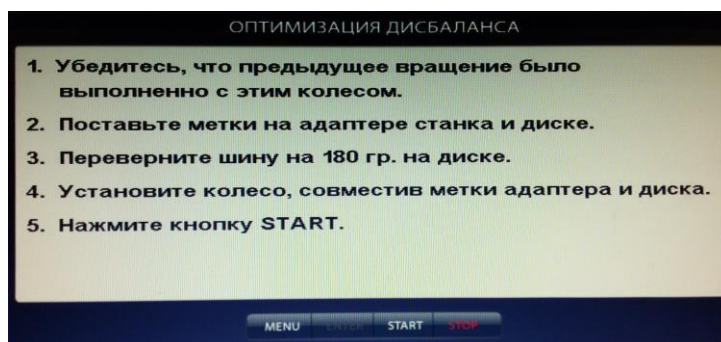 ОПТИМИЗАЦИЯ ДИСБАЛАНСА
1. Убедитесь, что предыдущее вращение было
выполненно с этим колесом.
2. Поставьте метки на адаптере станка и диске.
3. Переверните шину на 180 гр. на диске.
4. Установите колесо, совместив метки адаптера и диска.
5. Нажмите кнопку START.
MENU ENTER START STOP